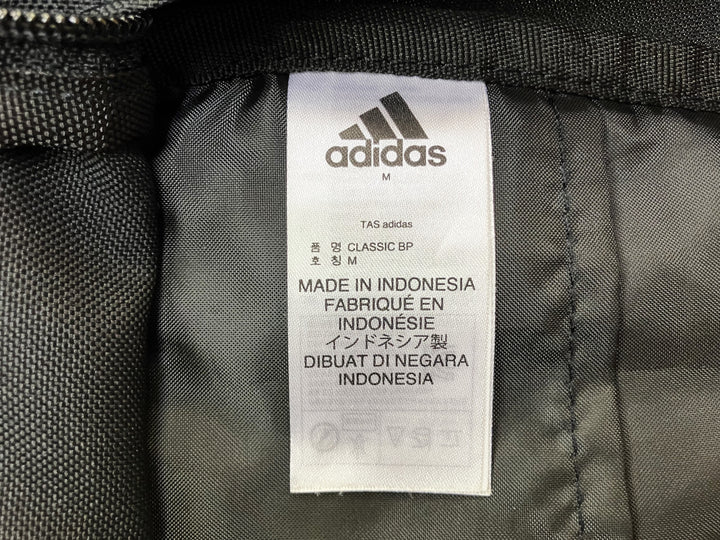 adidas
M
TAS adidas
품 명 CLASSIC BP
호 칭 M
MADE IN INDONESIA
FABRIQUÉ EN
INDONÉSIE
インドネシア製
DIBUAT DI NEGARA
INDONESIA